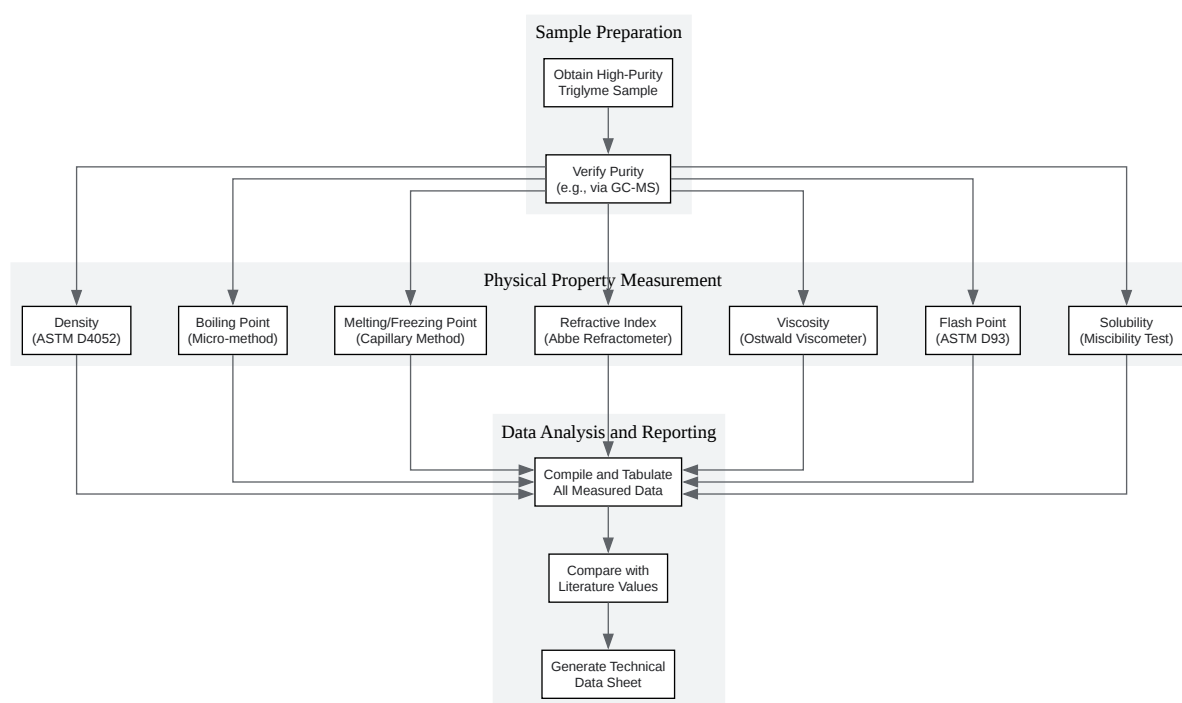 Sample Preparation
Obtain High-Purity
Triglyme Sample
Verify Purity
(e.g., via GC-MS)
Physical Property Measurement
Density
(ASTM D4052)
Boiling Point
(Micro-method)
Melting/Freezing Point
(Capillary Method)
Refractive Index
(Abbe Refractometer)
Viscosity
(Ostwald Viscometer)
Flash Point
(ASTM D93)
Solubility
(Miscibility Test)
Data Analysis and Reporting
Compile and Tabulate
All Measured Data
Compare with
Literature Values
Generate Technical
Data Sheet